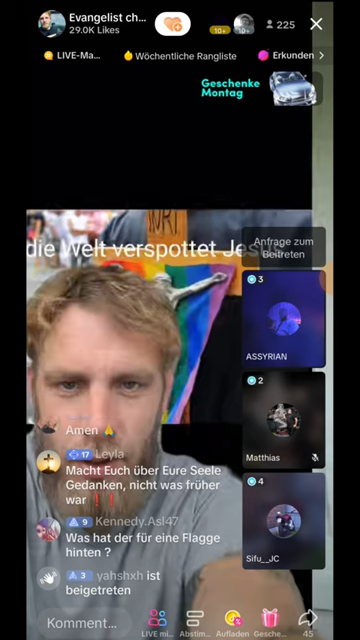 Evangelist ch...
29.0K Likes
10+
10+
225
LIVE-Ma...
Wöchentliche Rangliste
Erkunden
Geschenke
Montag
WORT
die Welt verspottet Jesus
Anfrage zum
Beitreten
3
ASSYRIAN
2
Matthias
4
Sifu__JC
Amen 🙏
17 Leyla
Macht Euch über Eure Seele
Gedanken, nicht was früher
war ❗❗
9 Kennedy.Asl47
Was hat der für eine Flagge
hinten ?
3 yahshxh ist
beigetreten
Komment...
LIVE mi...
Abstim...
Aufladen
Gesche...
45